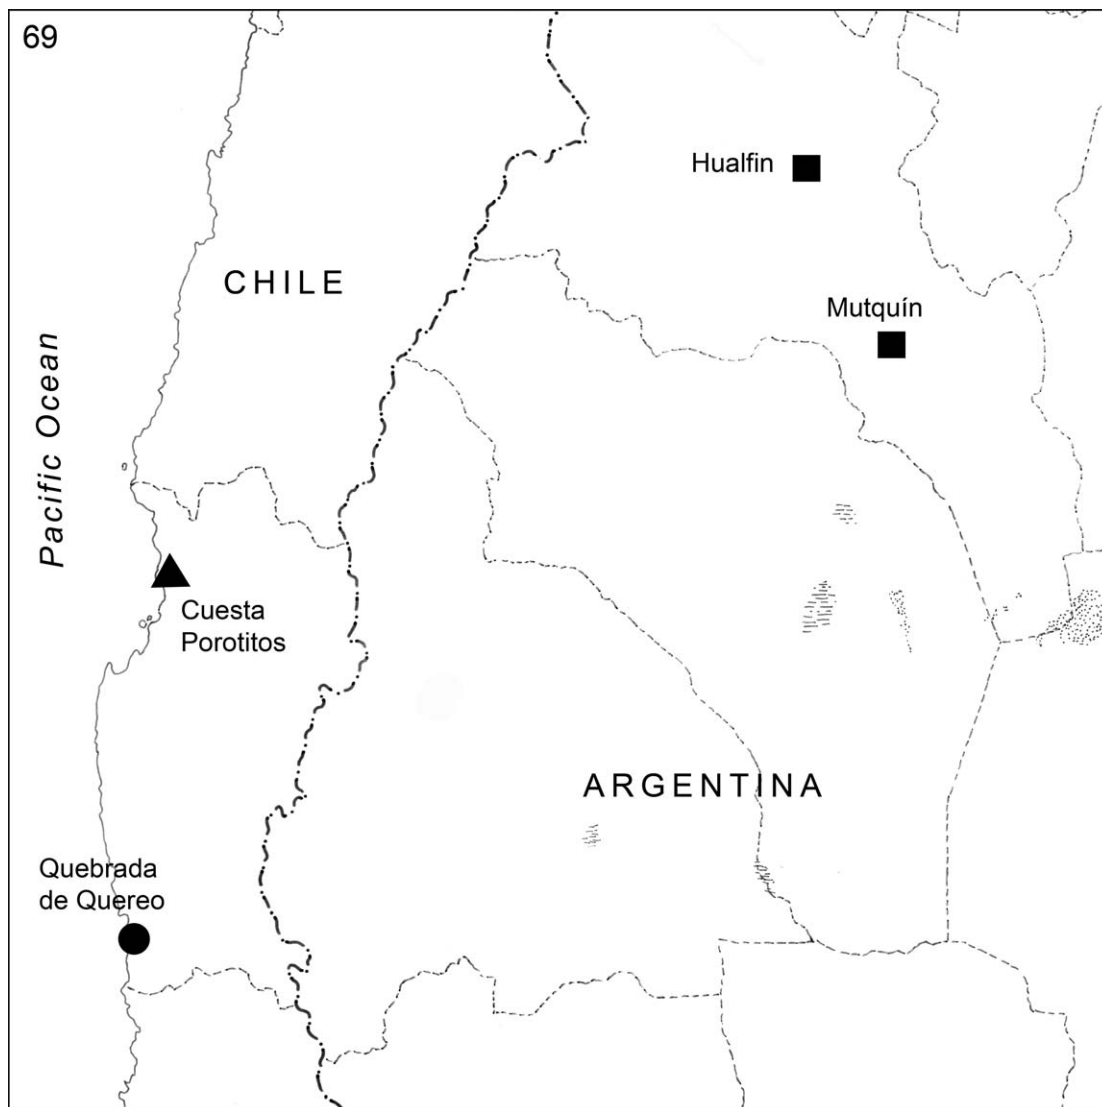 69
Hualfin
CHILE
Mutquín
Pacific Ocean
Cuesta
Porotitos
ARGENTINA
Quebrada
de Quereo